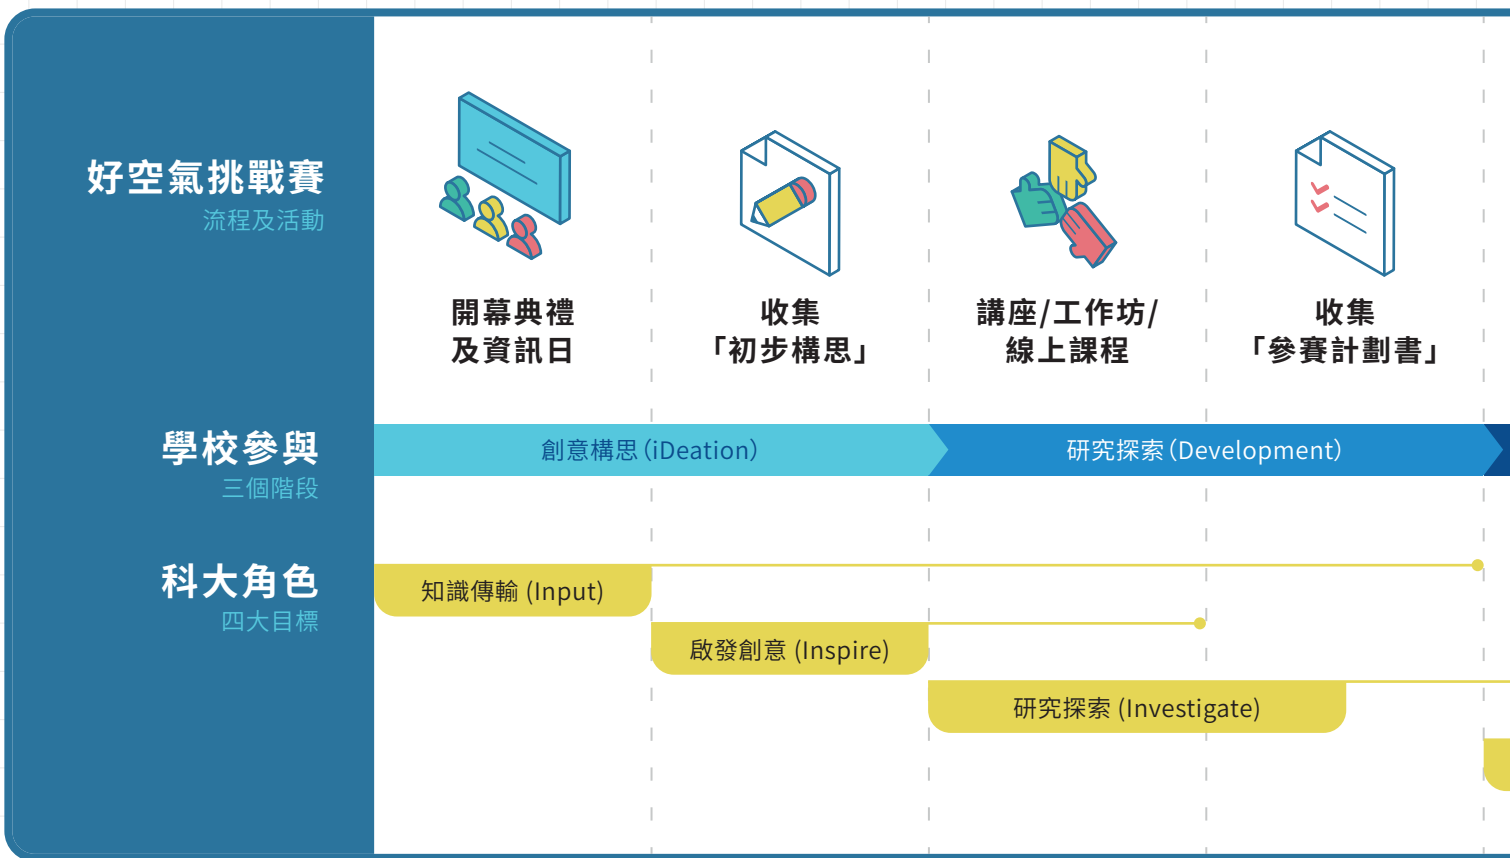 好空氣挑戰賽
流程及活動
開幕典禮
及資訊日
收集
「初步構思」
講座/工作坊/
線上課程
收集
「參賽計劃書」
學校參與
三個階段
創意構思（iDeation）
研究探索（Development）
科大角色
四大目標
知識傳輸 (Input)
啟發創意 (Inspire)
研究探索 (Investigate)